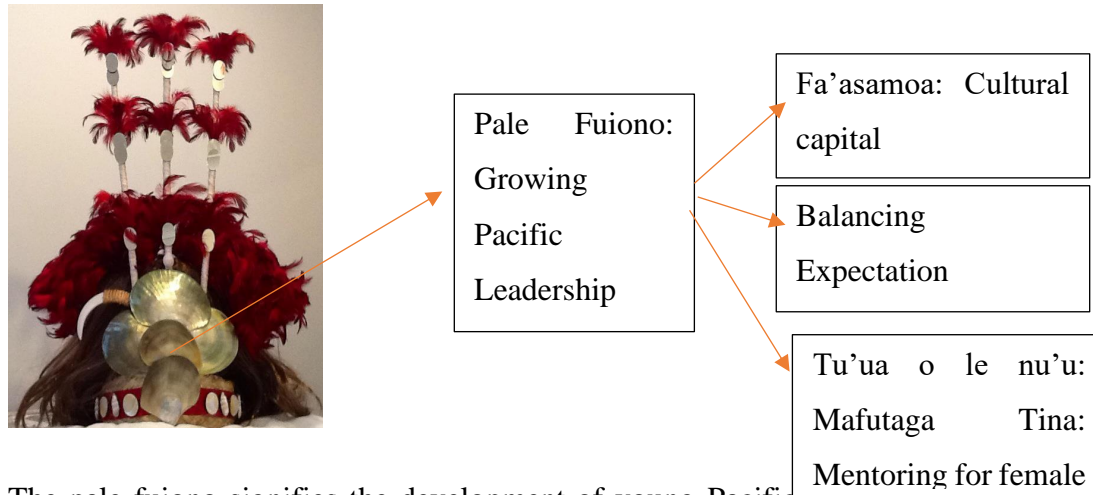 Pale Fuiono:
Growing
Pacific
Leadership
Fa’asamoa: Cultural
capital
Balancing
Expectation
Tu’ua o le nu’u:
Mafutaga Tina:
Mentoring for female
The pale fuiono signifies the development of young Pacific